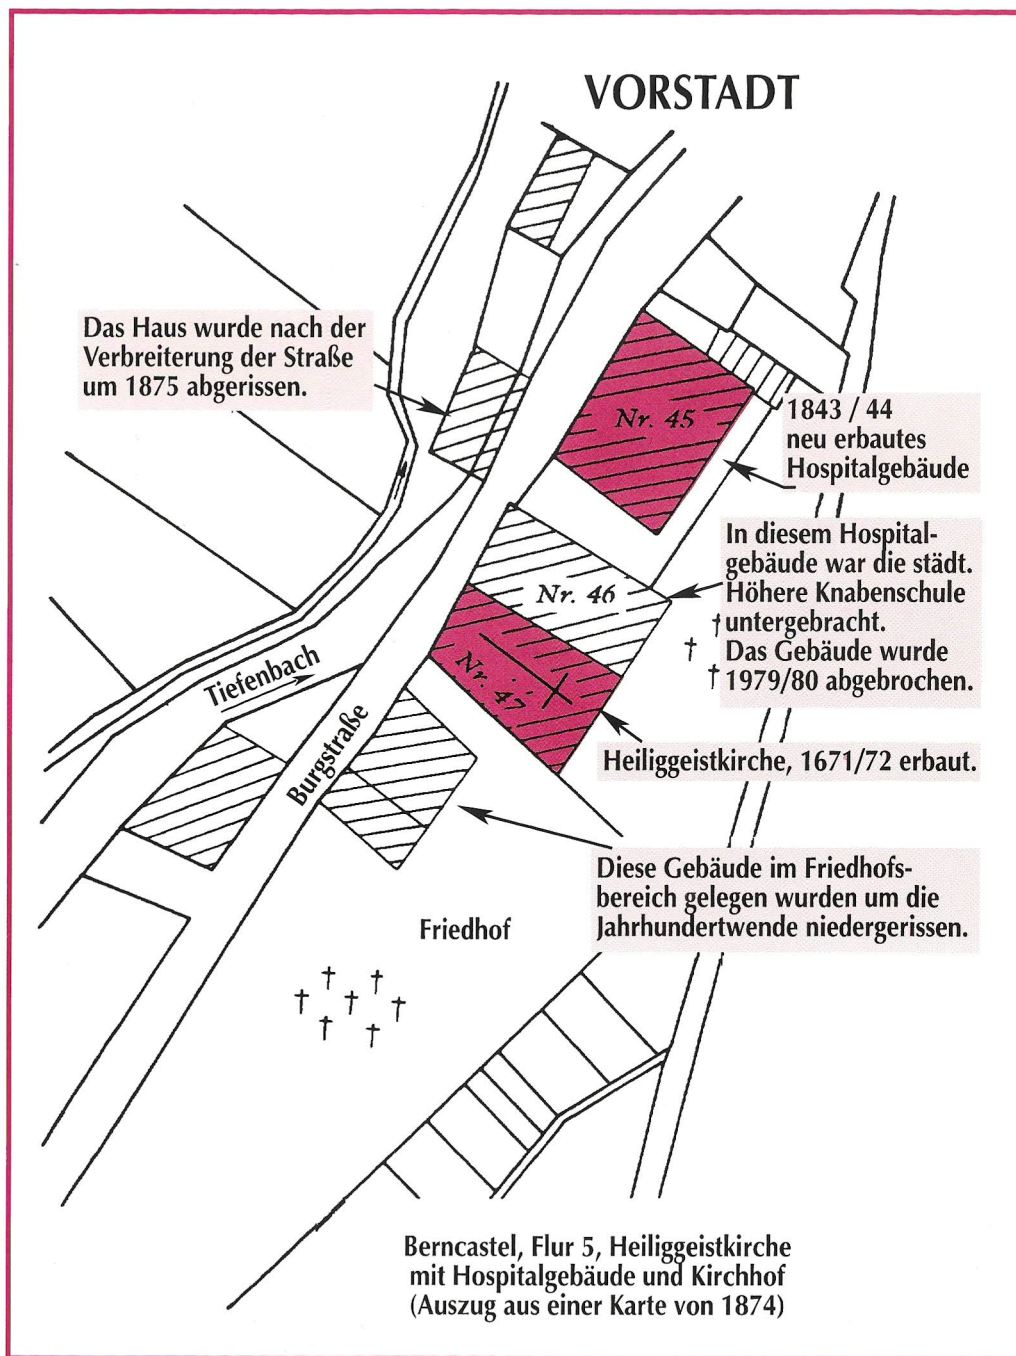 VORSTADT
Das Haus wurde nach der
Verbreiterung der Straße
um 1875 abgerissen.
Nr. 45
1843 / 44
neu erbautes
Hospitalgebäude
In diesem Hospital-
gebäude war die städt.
Höhere Knabenschule
untergebracht.
Das Gebäude wurde
1979/80 abgebrochen.
Nr. 46
Nr. 47
Tiefenbach
Burgstraße
Heiliggeistkirche, 1671/72 erbaut.
Diese Gebäude im Friedhofs-
bereich gelegen wurden um die
Jahrhundertwende niedergerissen.
Friedhof
Berncastel, Flur 5, Heiliggeistkirche
mit Hospitalgebäude und Kirchhof
(Auszug aus einer Karte von 1874)